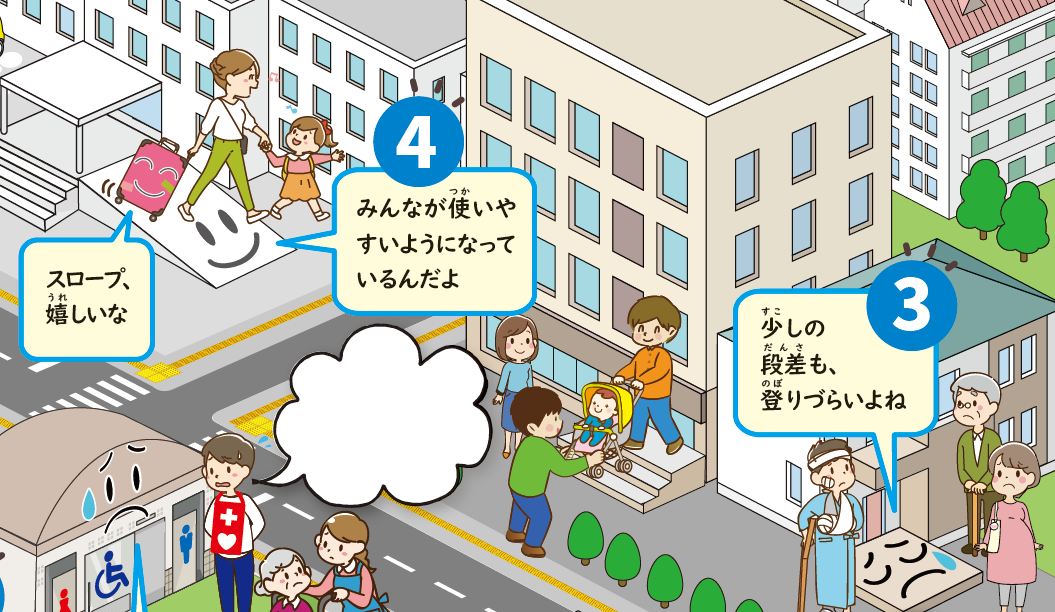 4
みんなが使いや
すいようになって
いるんだよ
スロープ、
嬉しいな
3
少しの
段差も、
登りづらいよね